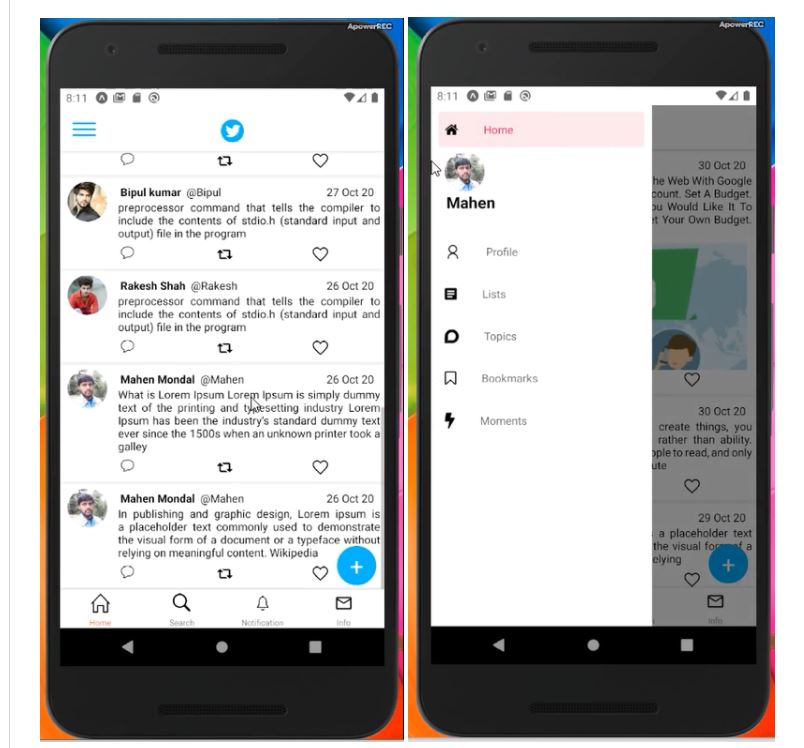 ApowerREC
8:11
Bipul kumar @Bipul 27 Oct 20
preprocessor command that tells the compiler to
include the contents of stdio.h (standard input and
output) file in the program
Rakesh Shah @Rakesh 26 Oct 20
preprocessor command that tells the compiler to
include the contents of stdio.h (standard input and
output) file in the program
Mahen Mondal @Mahen 26 Oct 20
What is Lorem Ipsum Lorem Ipsum is simply dummy
text of the printing and typesetting industry Lorem
Ipsum has been the industry's standard dummy text
ever since the 1500s when an unknown printer took a
galley
Mahen Mondal @Mahen 26 Oct 20
In publishing and graphic design, Lorem ipsum is
a placeholder text commonly used to demonstrate
the visual form of a document or a typeface without
relying on meaningful content. Wikipedia
+
Home Search Notification Info
ApowerREC
8:11
Home
Mahen
Profile
Lists
Topics
Bookmarks
Moments
30 Oct 20
he Web With Google
count. Set A Budget.
ou Would Like It To
et Your Own Budget.
30 Oct 20
create things, you
rather than ability.
ople to read, and only
ute
29 Oct 20
a placeholder text
the visual form of a
elying
+
Info